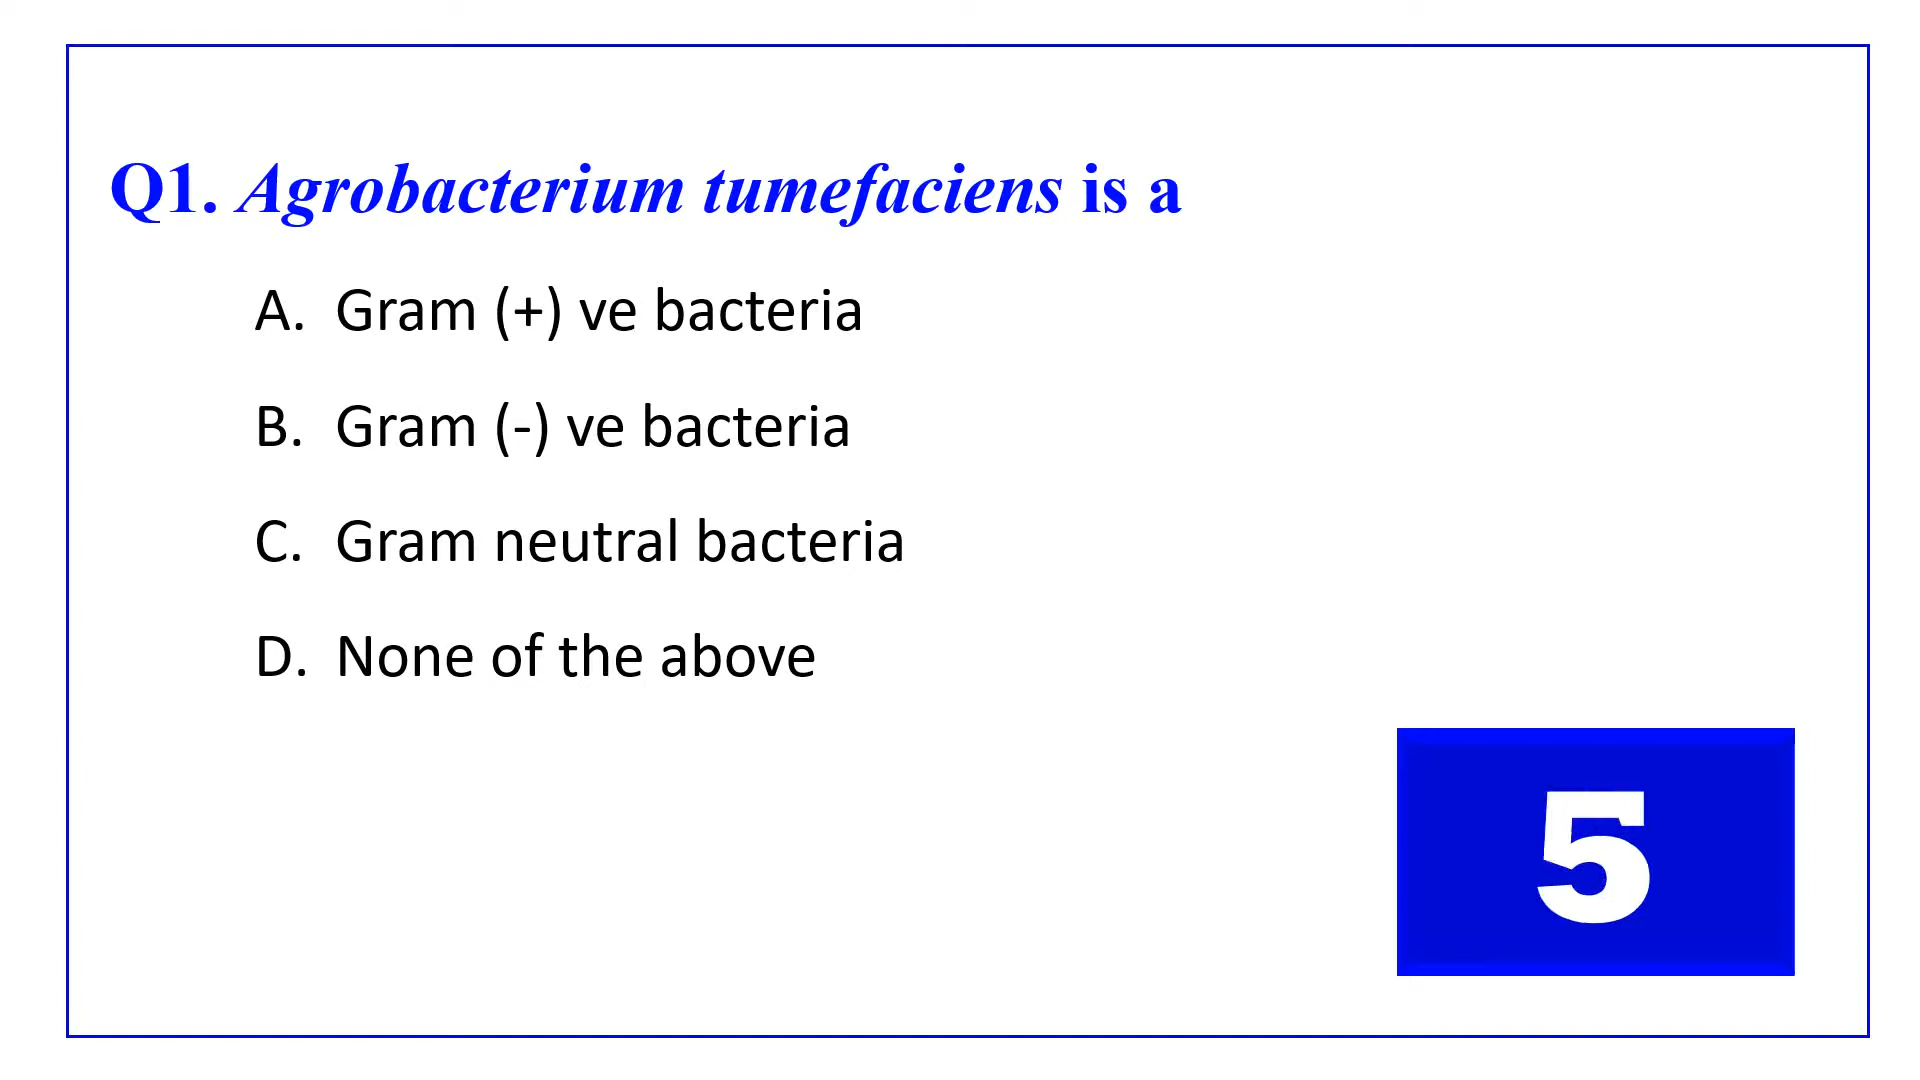 Q1. Agrobacterium tumefaciens is a
A. Gram (+) ve bacteria
B. Gram (-) ve bacteria
C. Gram neutral bacteria
D. None of the above
5